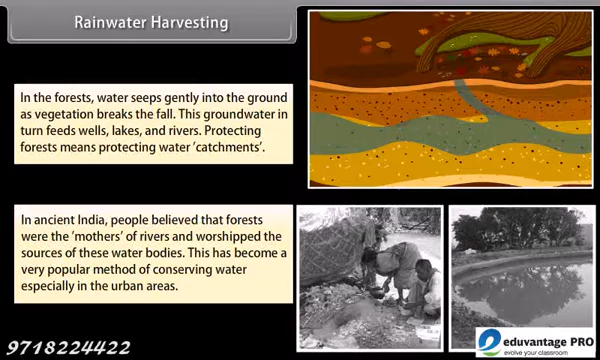 Rainwater Harvesting
In the forests, water seeps gently into the ground
as vegetation breaks the fall. This groundwater in
turn feeds wells, lakes, and rivers. Protecting
forests means protecting water ‘catchments’.
In ancient India, people believed that forests
were the ‘mothers’ of rivers and worshipped the
sources of these water bodies. This has become a
very popular method of conserving water
especially in the urban areas.
9718224422
eduvantage PRO
evolve your classroom